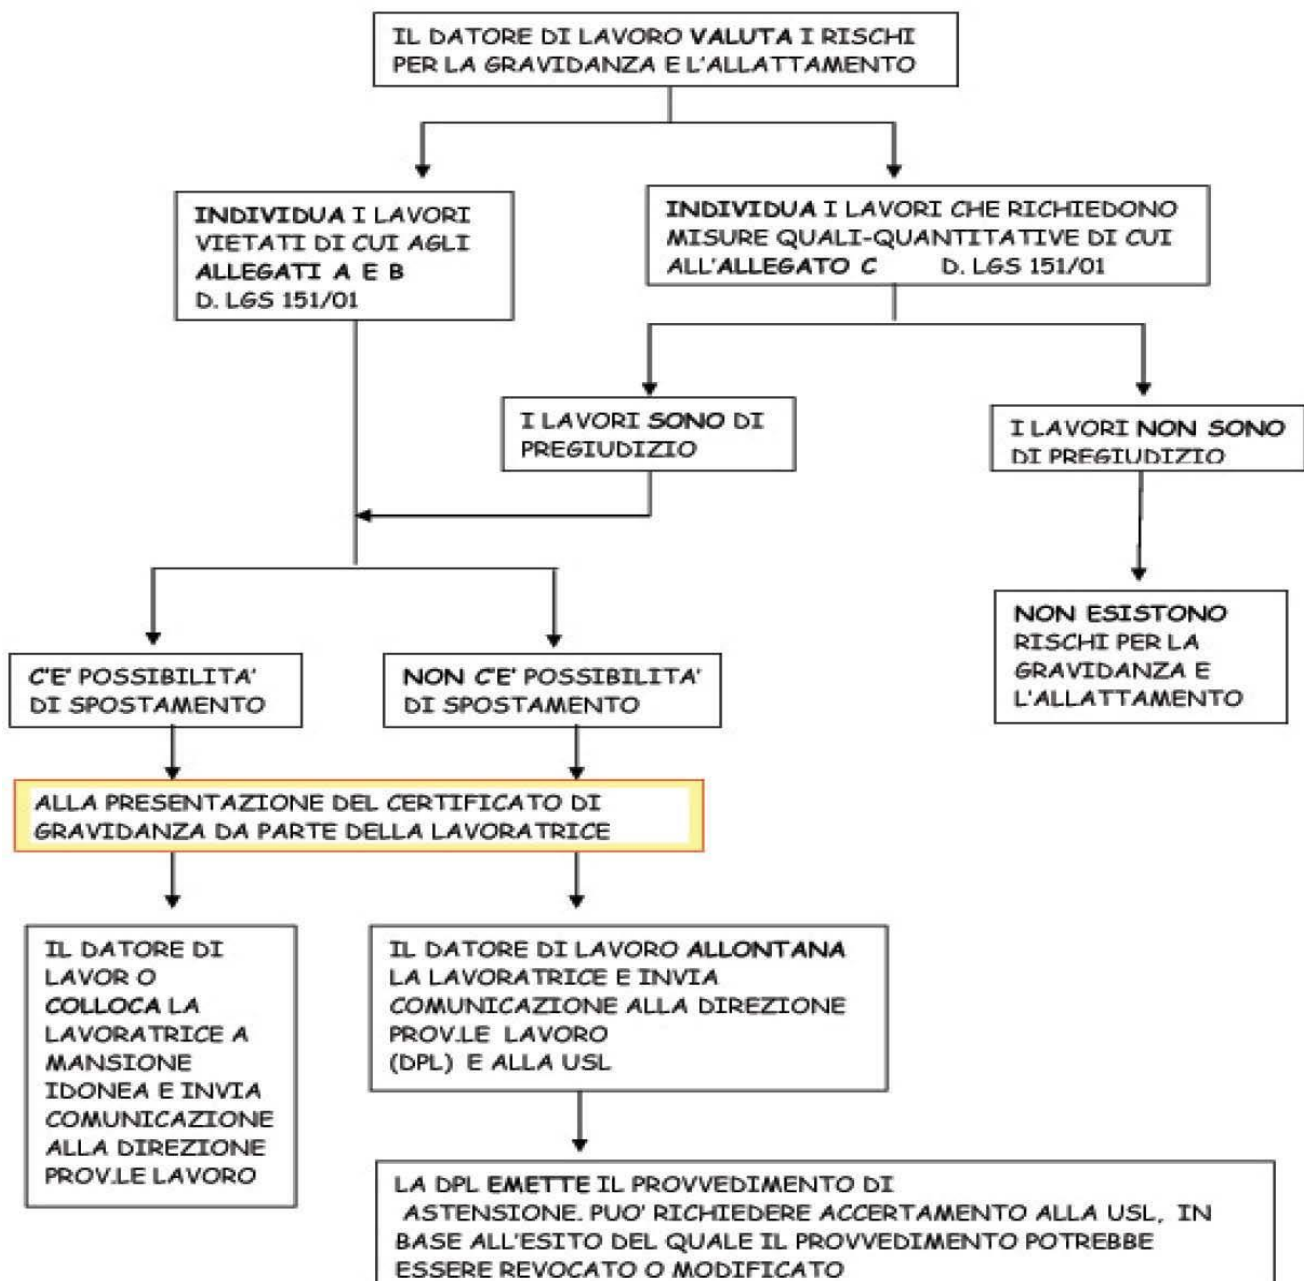 IL DATORE DI LAVORO VALUTA I RISCHI
PER LA GRAVIDANZA E L'ALLATTAMENTO
INDIVIDUA I LAVORI
VIETATI DI CUI AGLI
ALLEGATI A E B
D. LGS 151/01
INDIVIDUA I LAVORI CHE RICHIEDONO
MISURE QUALI-QUANTITATIVE DI CUI
ALL'ALLEGATO C D. LGS 151/01
I LAVORI SONO DI
PREGIUDIZIO
I LAVORI NON SONO
DI PREGIUDIZIO
NON ESISTONO
RISCHI PER LA
GRAVIDANZA E
L'ALLATTAMENTO
C'E' POSSIBILITA'
DI SPOSTAMENTO
NON C'E' POSSIBILITA'
DI SPOSTAMENTO
ALLA PRESENTAZIONE DEL CERTIFICATO DI
GRAVIDANZA DA PARTE DELLA LAVORATRICE
IL DATORE DI
LAVOR O
COLLOCA LA
LAVORATRICE A
MANSIONE
IDONEA E INVIA
COMUNICAZIONE
ALLA DIREZIONE
PROV.LE LAVORO
IL DATORE DI LAVORO ALLONTANA
LA LAVORATRICE E INVIA
COMUNICAZIONE ALLA DIREZIONE
PROV.LE LAVORO
(DPL) E ALLA USL
LA DPL EMETTE IL PROVVEDIMENTO DI
ASTENSIONE. PUO' RICHIEDERE ACCERTAMENTO ALLA USL, IN
BASE ALL'ESITO DEL QUALE IL PROVVEDIMENTO POTREBBE
ESSERE REVOCATO O MODIFICATO